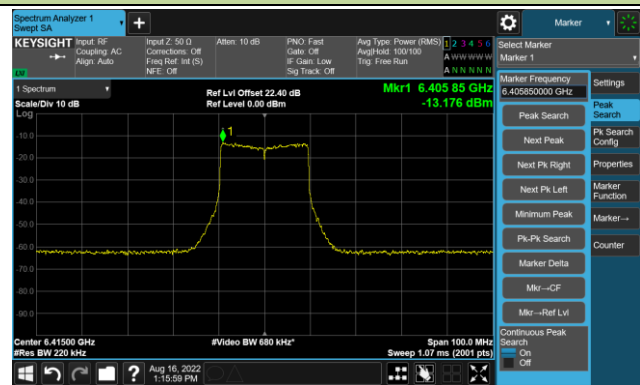 Spectrum Analyzer 1
Swept SA
Marker
KEYSIGHT
Input: RF
Coupling: AC
Align: Auto
Input Z: 50 Ω
Corrections: Off
Freq Ref: Int (S)
NFE: Off
Atten: 10 dB
PNO: Fast
Gate: Off
IF Gain: Low
Sig Track: Off
Avg Type: Power (RMS)
Avg|Hold: 100/100
Trig: Free Run
1 2 3 4 5 6
A W W W W W
A N N N N N
LXI
Select Marker
Marker 1
1 Spectrum
Scale/Div 10 dB
Log
Ref Lvl Offset 22.40 dB
Ref Level 0.00 dBm
Mkr1 6.405 85 GHz
-13.176 dBm
1
-10.0
-20.0
-30.0
-40.0
-50.0
-60.0
-70.0
-80.0
-90.0
Center 6.41500 GHz
#Res BW 220 kHz
#Video BW 680 kHz*
Span 100.0 MHz
Sweep 1.07 ms (2001 pts)
Marker Frequency
6.405850000 GHz
Peak Search
Next Peak
Next Pk Right
Next Pk Left
Minimum Peak
Pk-Pk Search
Marker Delta
Mkr→CF
Mkr→Ref Lvl
Continuous Peak
Search
On
Off
Settings
Peak
Search
Pk Search
Config
Properties
Marker
Function
Marker→
Counter
Aug 16, 2022
1:15:59 PM